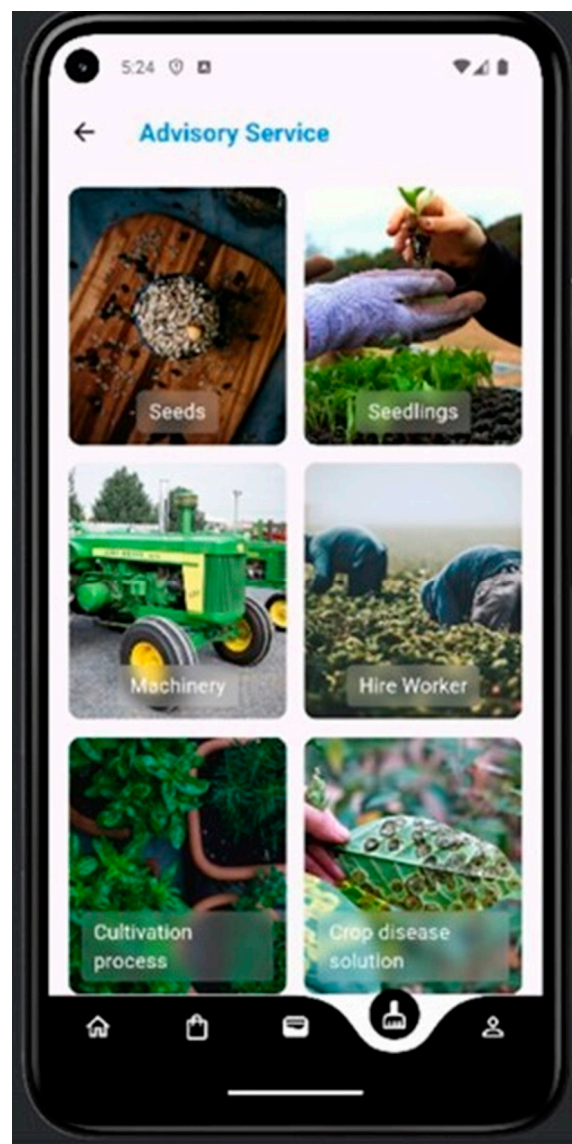 5:24
Advisory Service
Seeds
Seedlings
Machinery
Hire Worker
Cultivation
process
Crop disease
solution